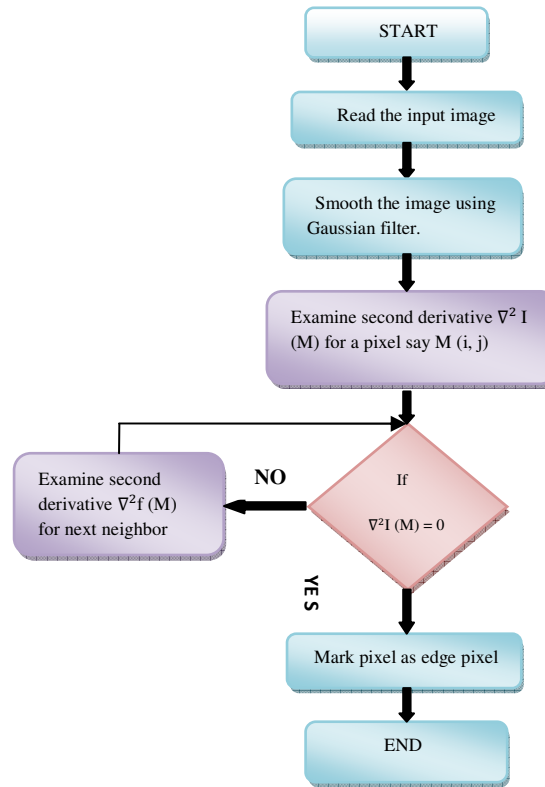 START
Read the input image
Smooth the image using
Gaussian filter.
Examine second derivative ∇² I
(M) for a pixel say M (i, j)
If
∇²I (M) = 0
NO
Examine second
derivative ∇²f (M)
for next neighbor
YES
Mark pixel as edge pixel
END